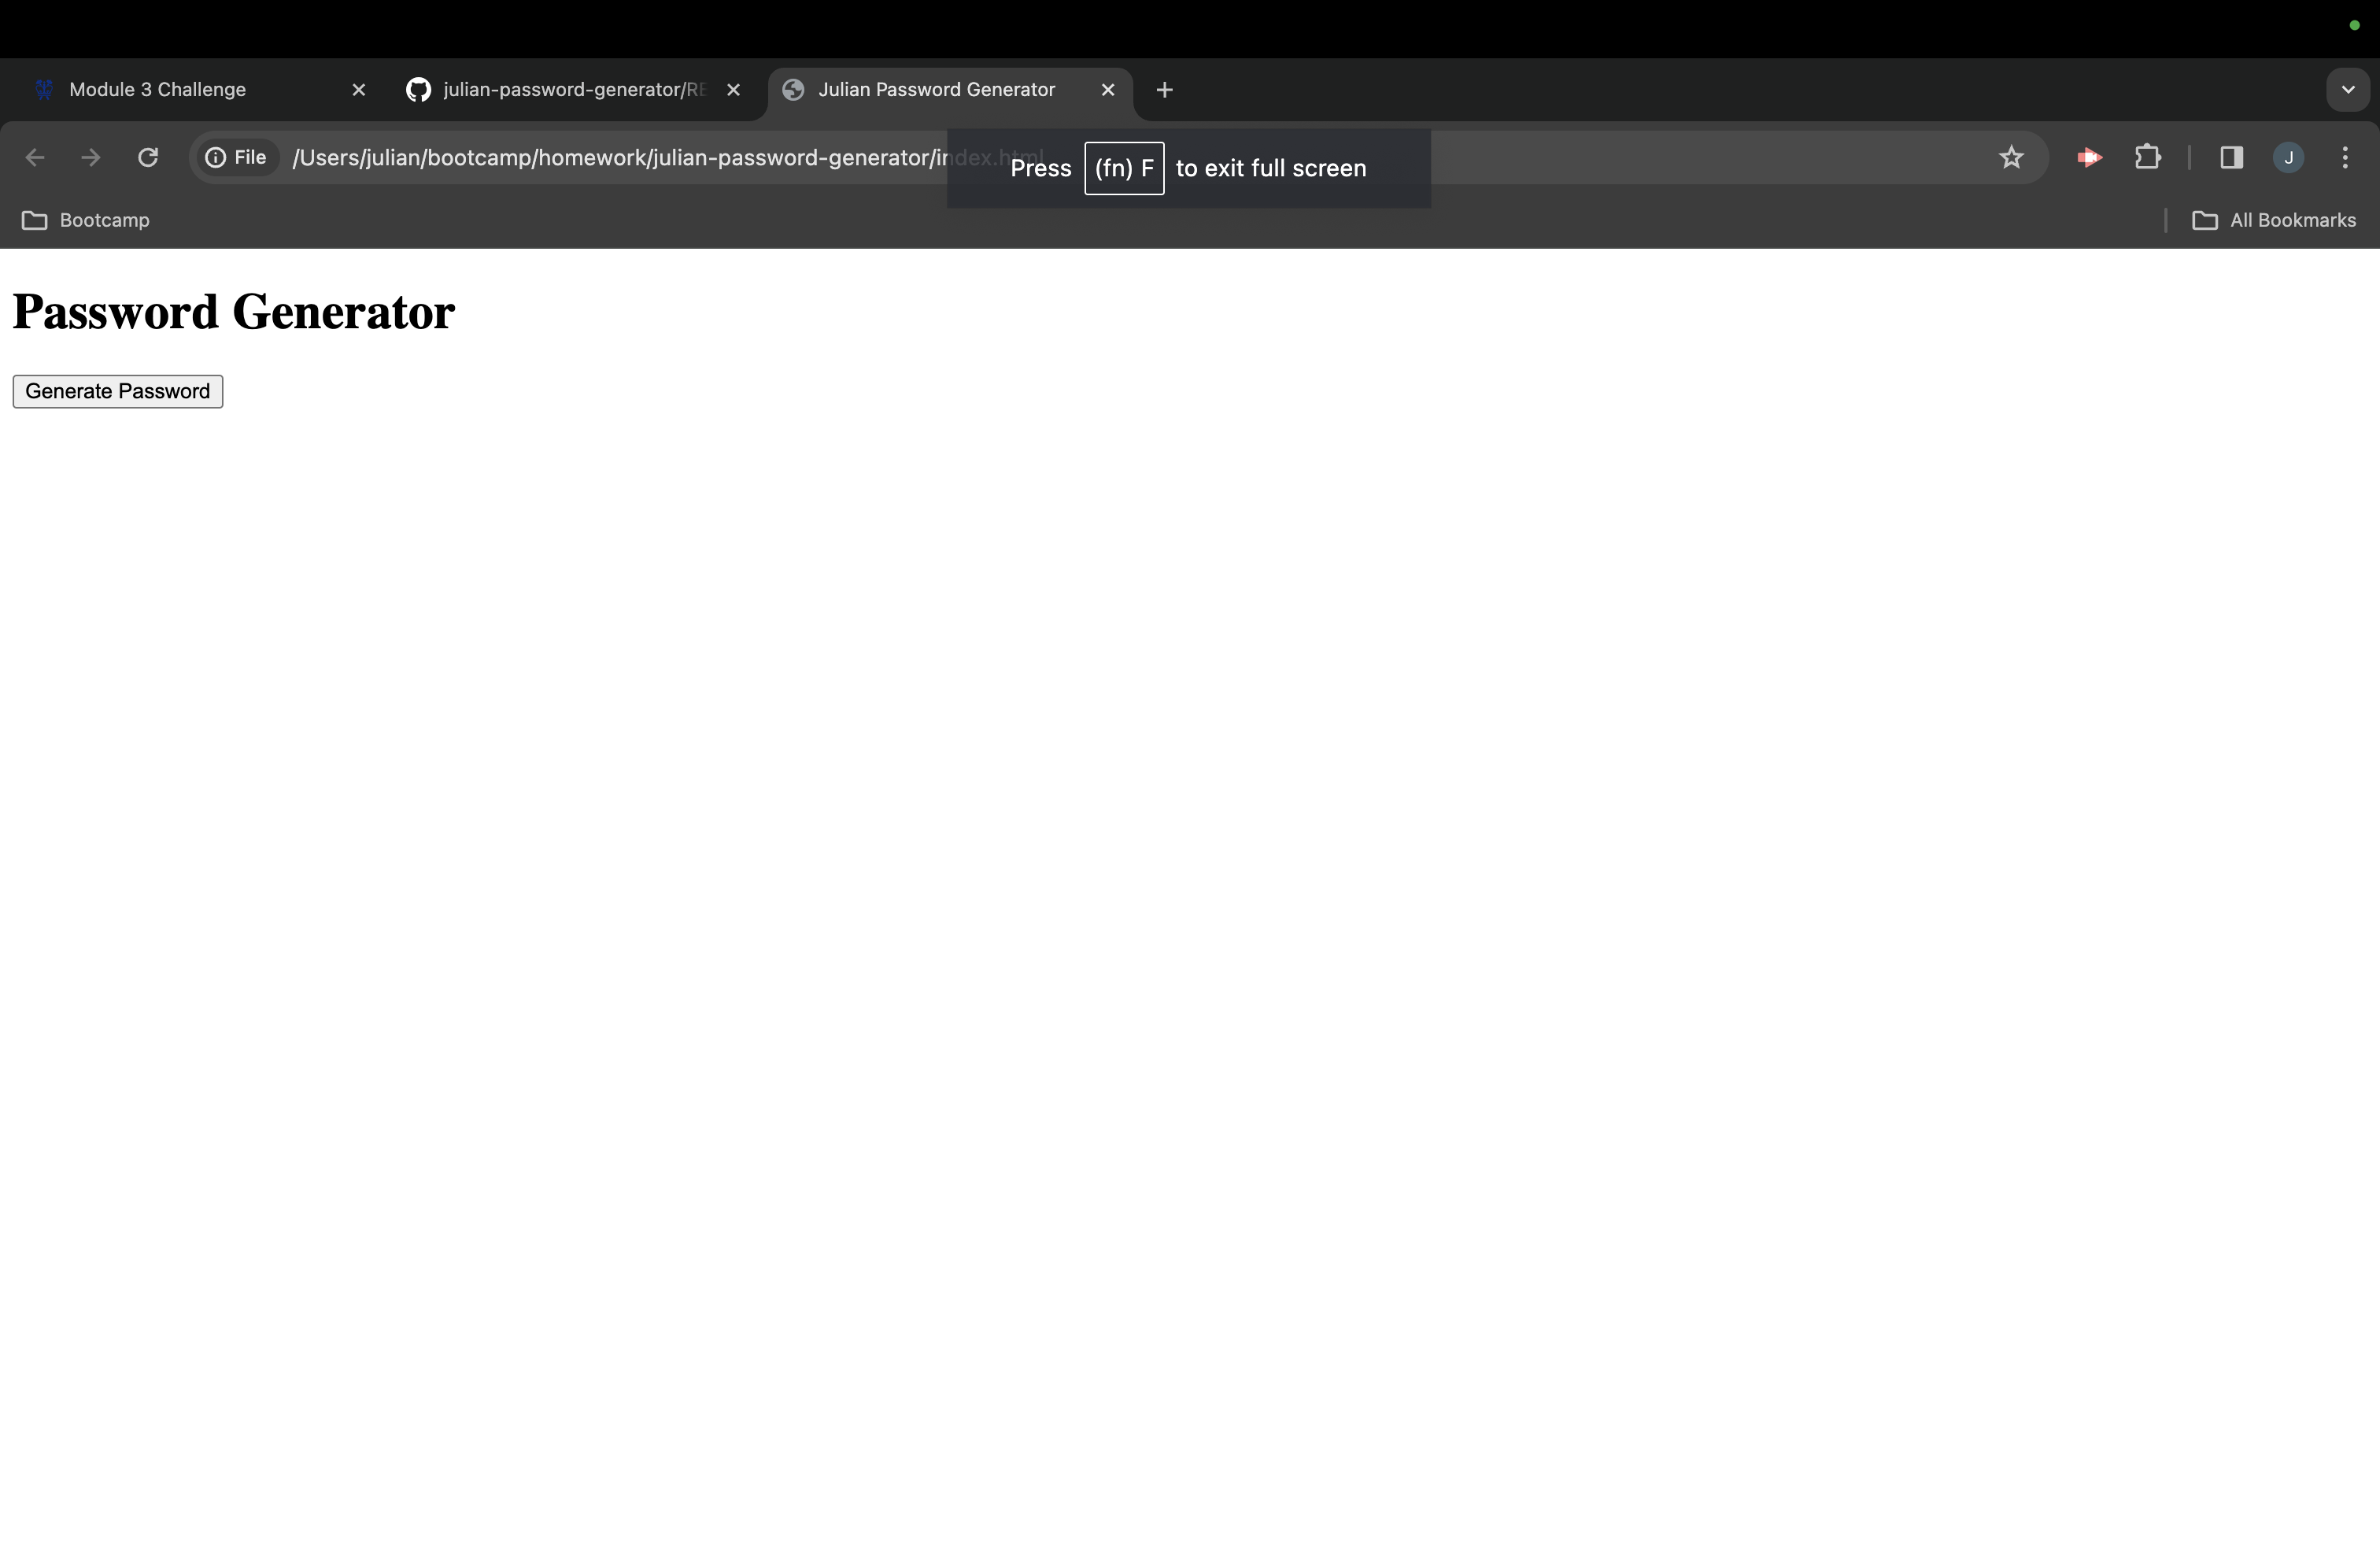 Module 3 Challenge
julian-password-generator/RE
Julian Password Generator
File
/Users/julian/bootcamp/homework/julian-password-generator/index.html
Press (fn) F to exit full screen
J
Bootcamp
All Bookmarks
Password Generator
Generate Password